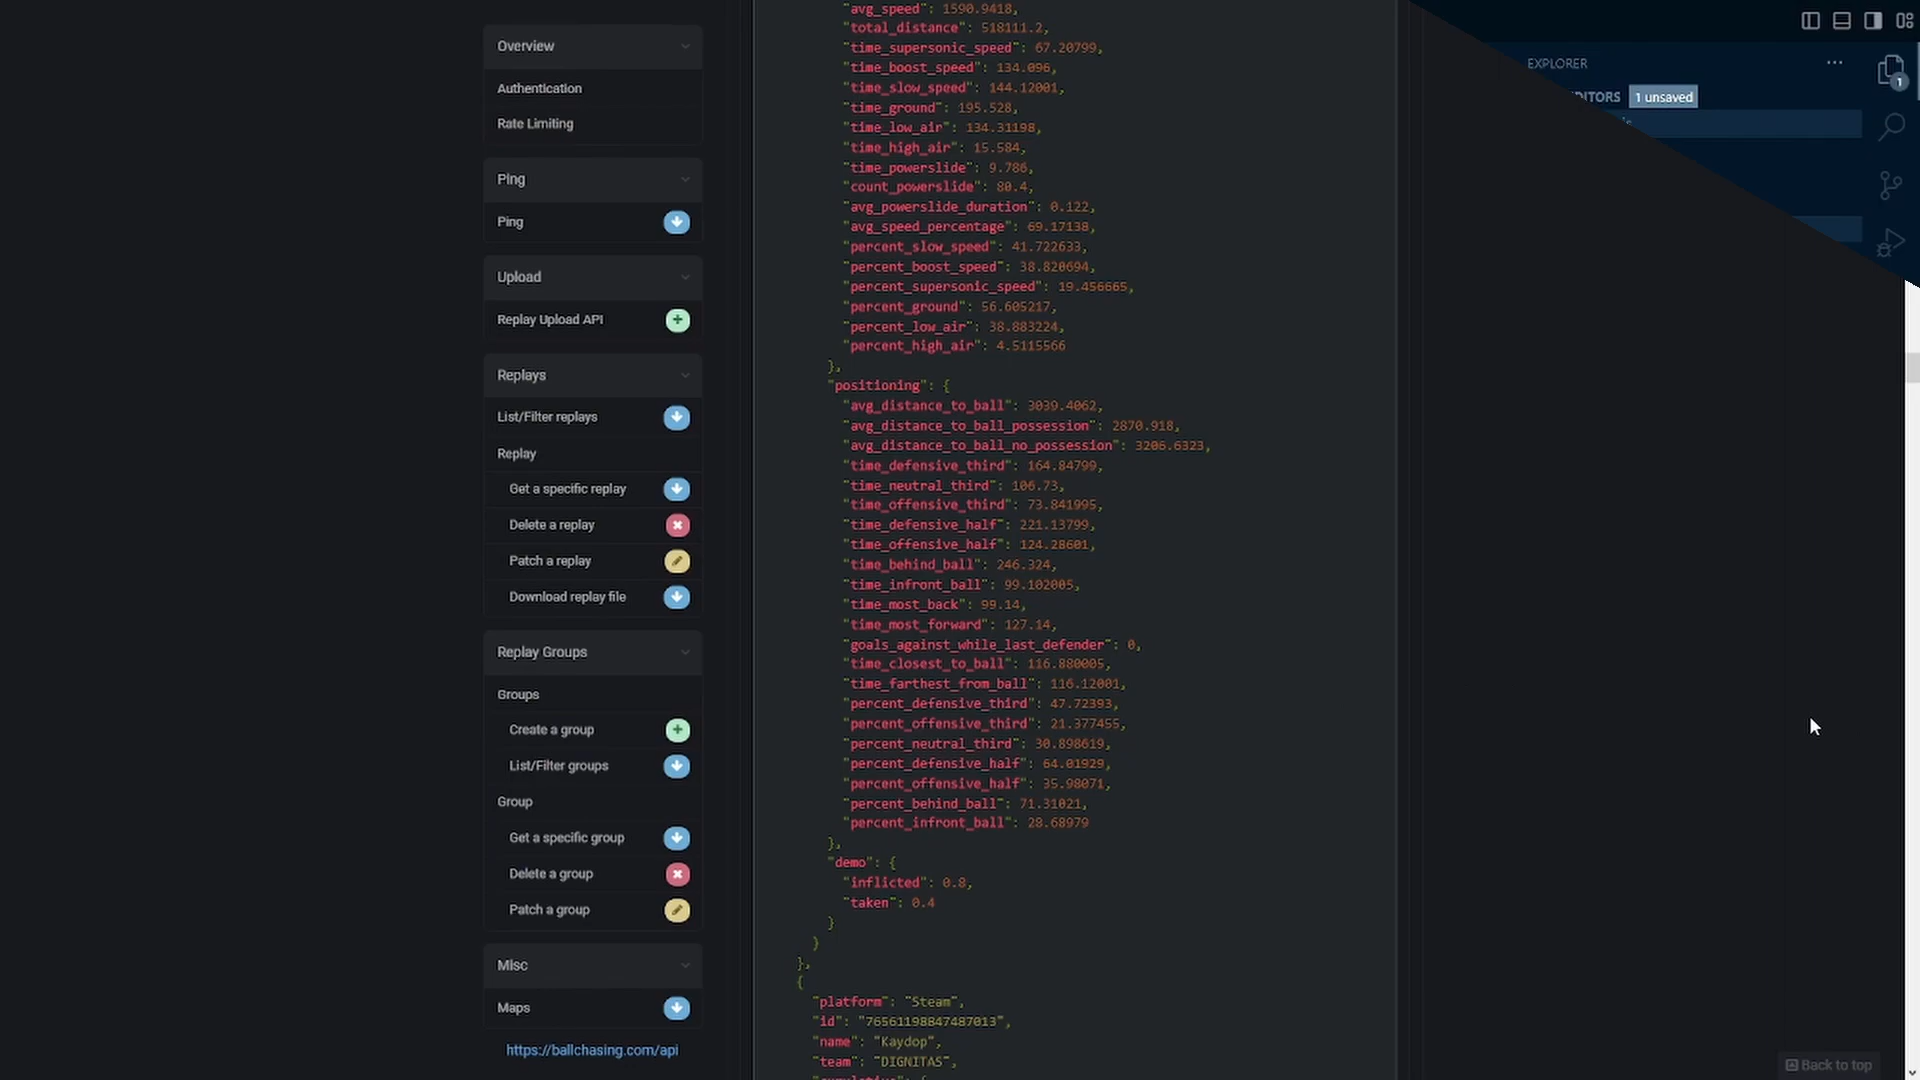 Overview
Authentication
Rate Limiting
Ping
Ping
Upload
Replay Upload API
Replays
List/Filter replays
Replay
Get a specific replay
Delete a replay
Patch a replay
Download replay file
Replay Groups
Groups
Create a group
List/Filter groups
Group
Get a specific group
Delete a group
Patch a group
Misc
Maps
https://ballchasing.com/api
"avg_speed": 1590.9418,
"total_distance": 518111.2,
"time_supersonic_speed": 67.20799,
"time_boost_speed": 134.096,
"time_slow_speed": 144.12001,
"time_ground": 195.528,
"time_low_air": 134.31198,
"time_high_air": 15.584,
"time_powerslide": 9.786,
"count_powerslide": 80.4,
"avg_powerslide_duration": 0.122,
"avg_speed_percentage": 69.17138,
"percent_slow_speed": 41.722633,
"percent_boost_speed": 38.820694,
"percent_supersonic_speed": 19.456665,
"percent_ground": 56.605217,
"percent_low_air": 38.883224,
"percent_high_air": 4.5115566
},
"positioning": {
"avg_distance_to_ball": 3039.4062,
"avg_distance_to_ball_possession": 2870.918,
"avg_distance_to_ball_no_possession": 3206.6323,
"time_defensive_third": 164.84799,
"time_neutral_third": 106.73,
"time_offensive_third": 73.841995,
"time_defensive_half": 221.13799,
"time_offensive_half": 124.28601,
"time_behind_ball": 246.324,
"time_infront_ball": 99.102005,
"time_most_back": 99.14,
"time_most_forward": 127.14,
"goals_against_while_last_defender": 0,
"time_closest_to_ball": 116.880005,
"time_farthest_from_ball": 116.12001,
"percent_defensive_third": 47.72393,
"percent_offensive_third": 21.377455,
"percent_neutral_third": 30.898619,
"percent_defensive_half": 64.01929,
"percent_offensive_half": 35.98071,
"percent_behind_ball": 71.31021,
"percent_infront_ball": 28.68979
},
"demo": {
"inflicted": 0.8,
"taken": 0.4
}
}
},
{
"platform": "Steam",
"id": "76561198847487013",
"name": "Kaydop",
"team": "DIGNITAS",
EXPLORER
DITORS
1 unsaved
1
Back to top